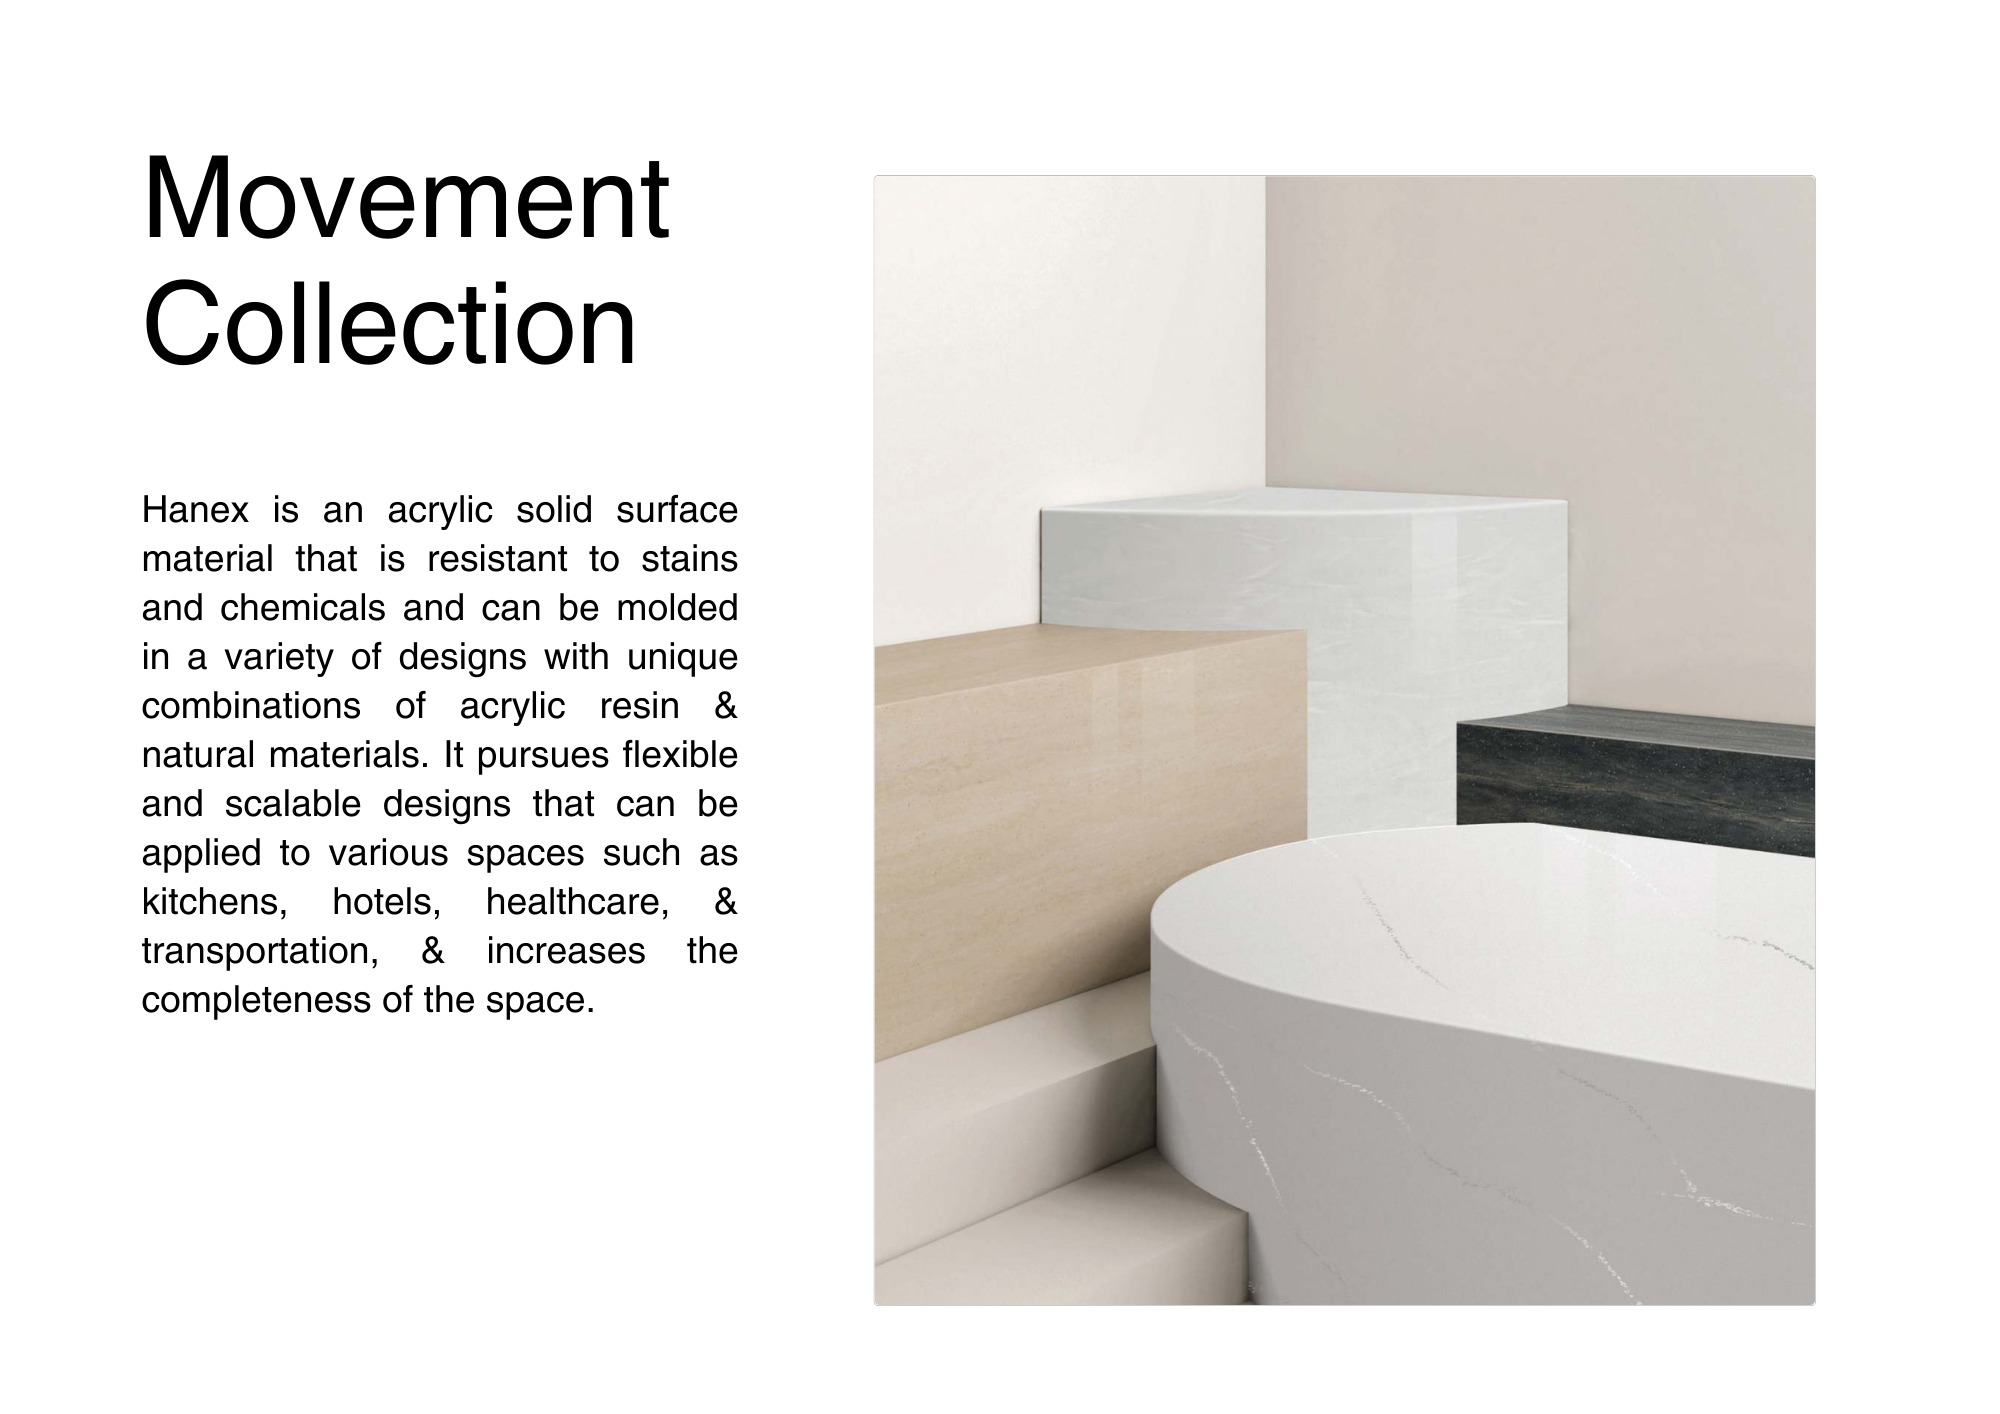 Movement
Collection
Hanex is an acrylic solid surface
material that is resistant to stains
and chemicals and can be molded
in a variety of designs with unique
combinations of acrylic resin &
natural materials. It pursues flexible
and scalable designs that can be
applied to various spaces such as
kitchens, hotels, healthcare, &
transportation, & increases the
completeness of the space.